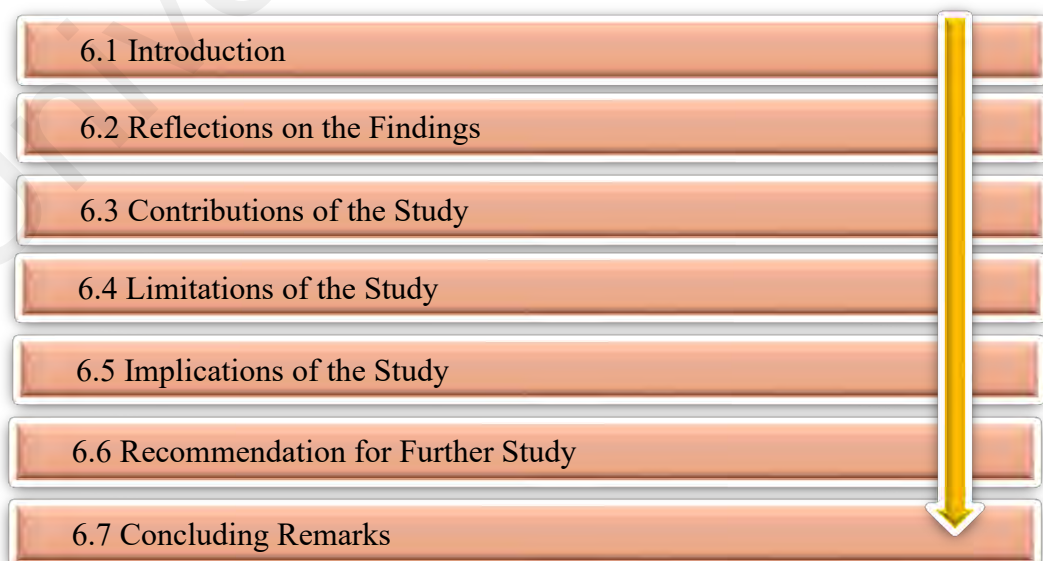 6.1 Introduction
6.2 Reflections on the Findings
6.3 Contributions of the Study
6.4 Limitations of the Study
6.5 Implications of the Study
6.6 Recommendation for Further Study
6.7 Concluding Remarks